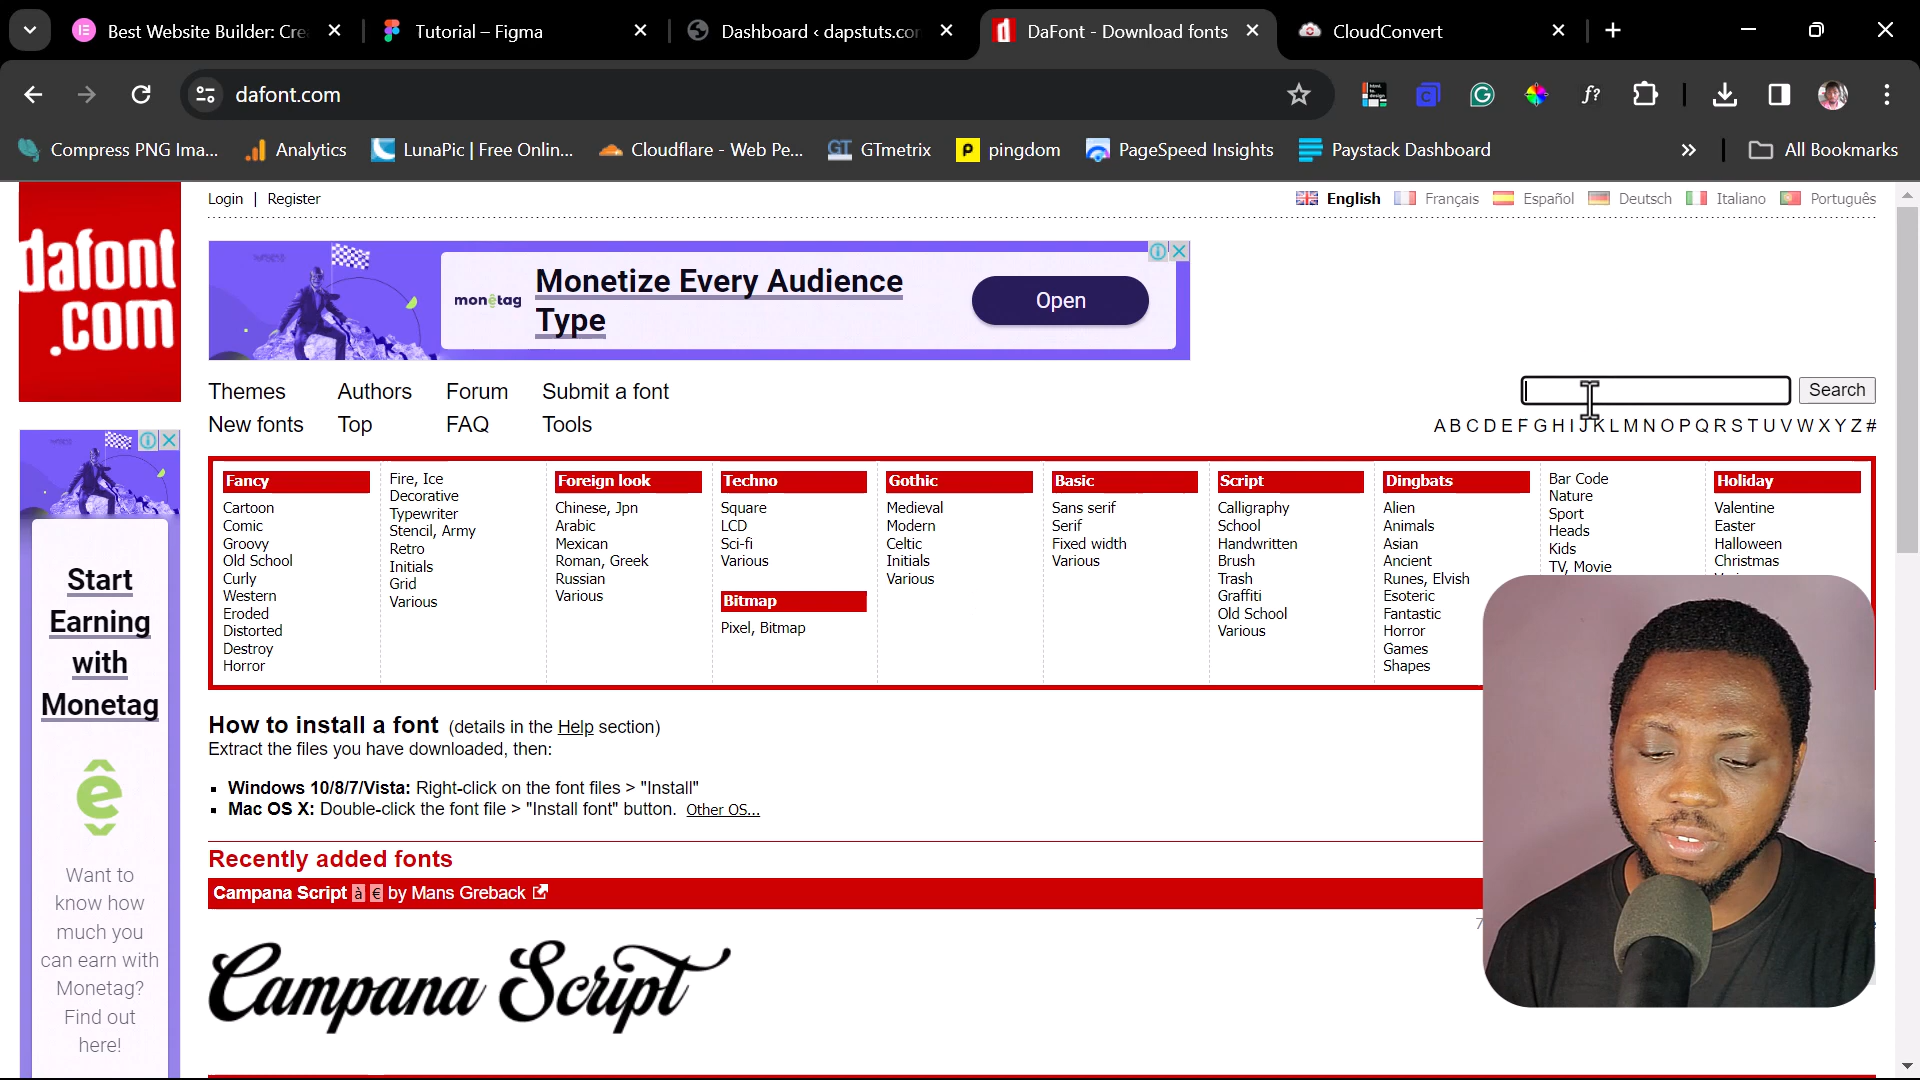 Best Website Builder: Cre
Tutorial – Figma
Dashboard ‹ dapstuts.com
DaFont - Download fonts
CloudConvert
dafont.com
Compress PNG Ima...
Analytics
LunaPic | Free Onlin...
Cloudflare - Web Pe...
GTmetrix
pingdom
PageSpeed Insights
Paystack Dashboard
All Bookmarks
dafont
.com
Login | Register
English Français Español Deutsch Italiano Português
monetag
Monetize Every Audience
Type
Open
Themes Authors Forum Submit a font
New fonts Top FAQ Tools
Search
A B C D E F G H I J K L M N O P Q R S T U V W X Y Z #
Fancy
Cartoon
Comic
Groovy
Old School
Curly
Western
Eroded
Distorted
Destroy
Horror
Fire, Ice
Decorative
Typewriter
Stencil, Army
Retro
Initials
Grid
Various
Foreign look
Chinese, Jpn
Arabic
Mexican
Roman, Greek
Russian
Various
Techno
Square
LCD
Sci-fi
Various
Bitmap
Pixel, Bitmap
Gothic
Medieval
Modern
Celtic
Initials
Various
Basic
Sans serif
Serif
Fixed width
Various
Script
Calligraphy
School
Handwritten
Brush
Trash
Graffiti
Old School
Various
Dingbats
Alien
Animals
Asian
Ancient
Runes, Elvish
Esoteric
Fantastic
Horror
Games
Shapes
Bar Code
Nature
Sport
Heads
Kids
TV, Movie
Holiday
Valentine
Easter
Halloween
Christmas
Start
Earning
with
Monetag
Want to
know how
much you
can earn with
Monetag?
Find out
here!
How to install a font (details in the Help section)
Extract the files you have downloaded, then:
Windows 10/8/7/Vista: Right-click on the font files > "Install"
Mac OS X: Double-click the font file > "Install font" button. Other OS...
Recently added fonts
Campana Script à € by Mans Greback
Campana Script